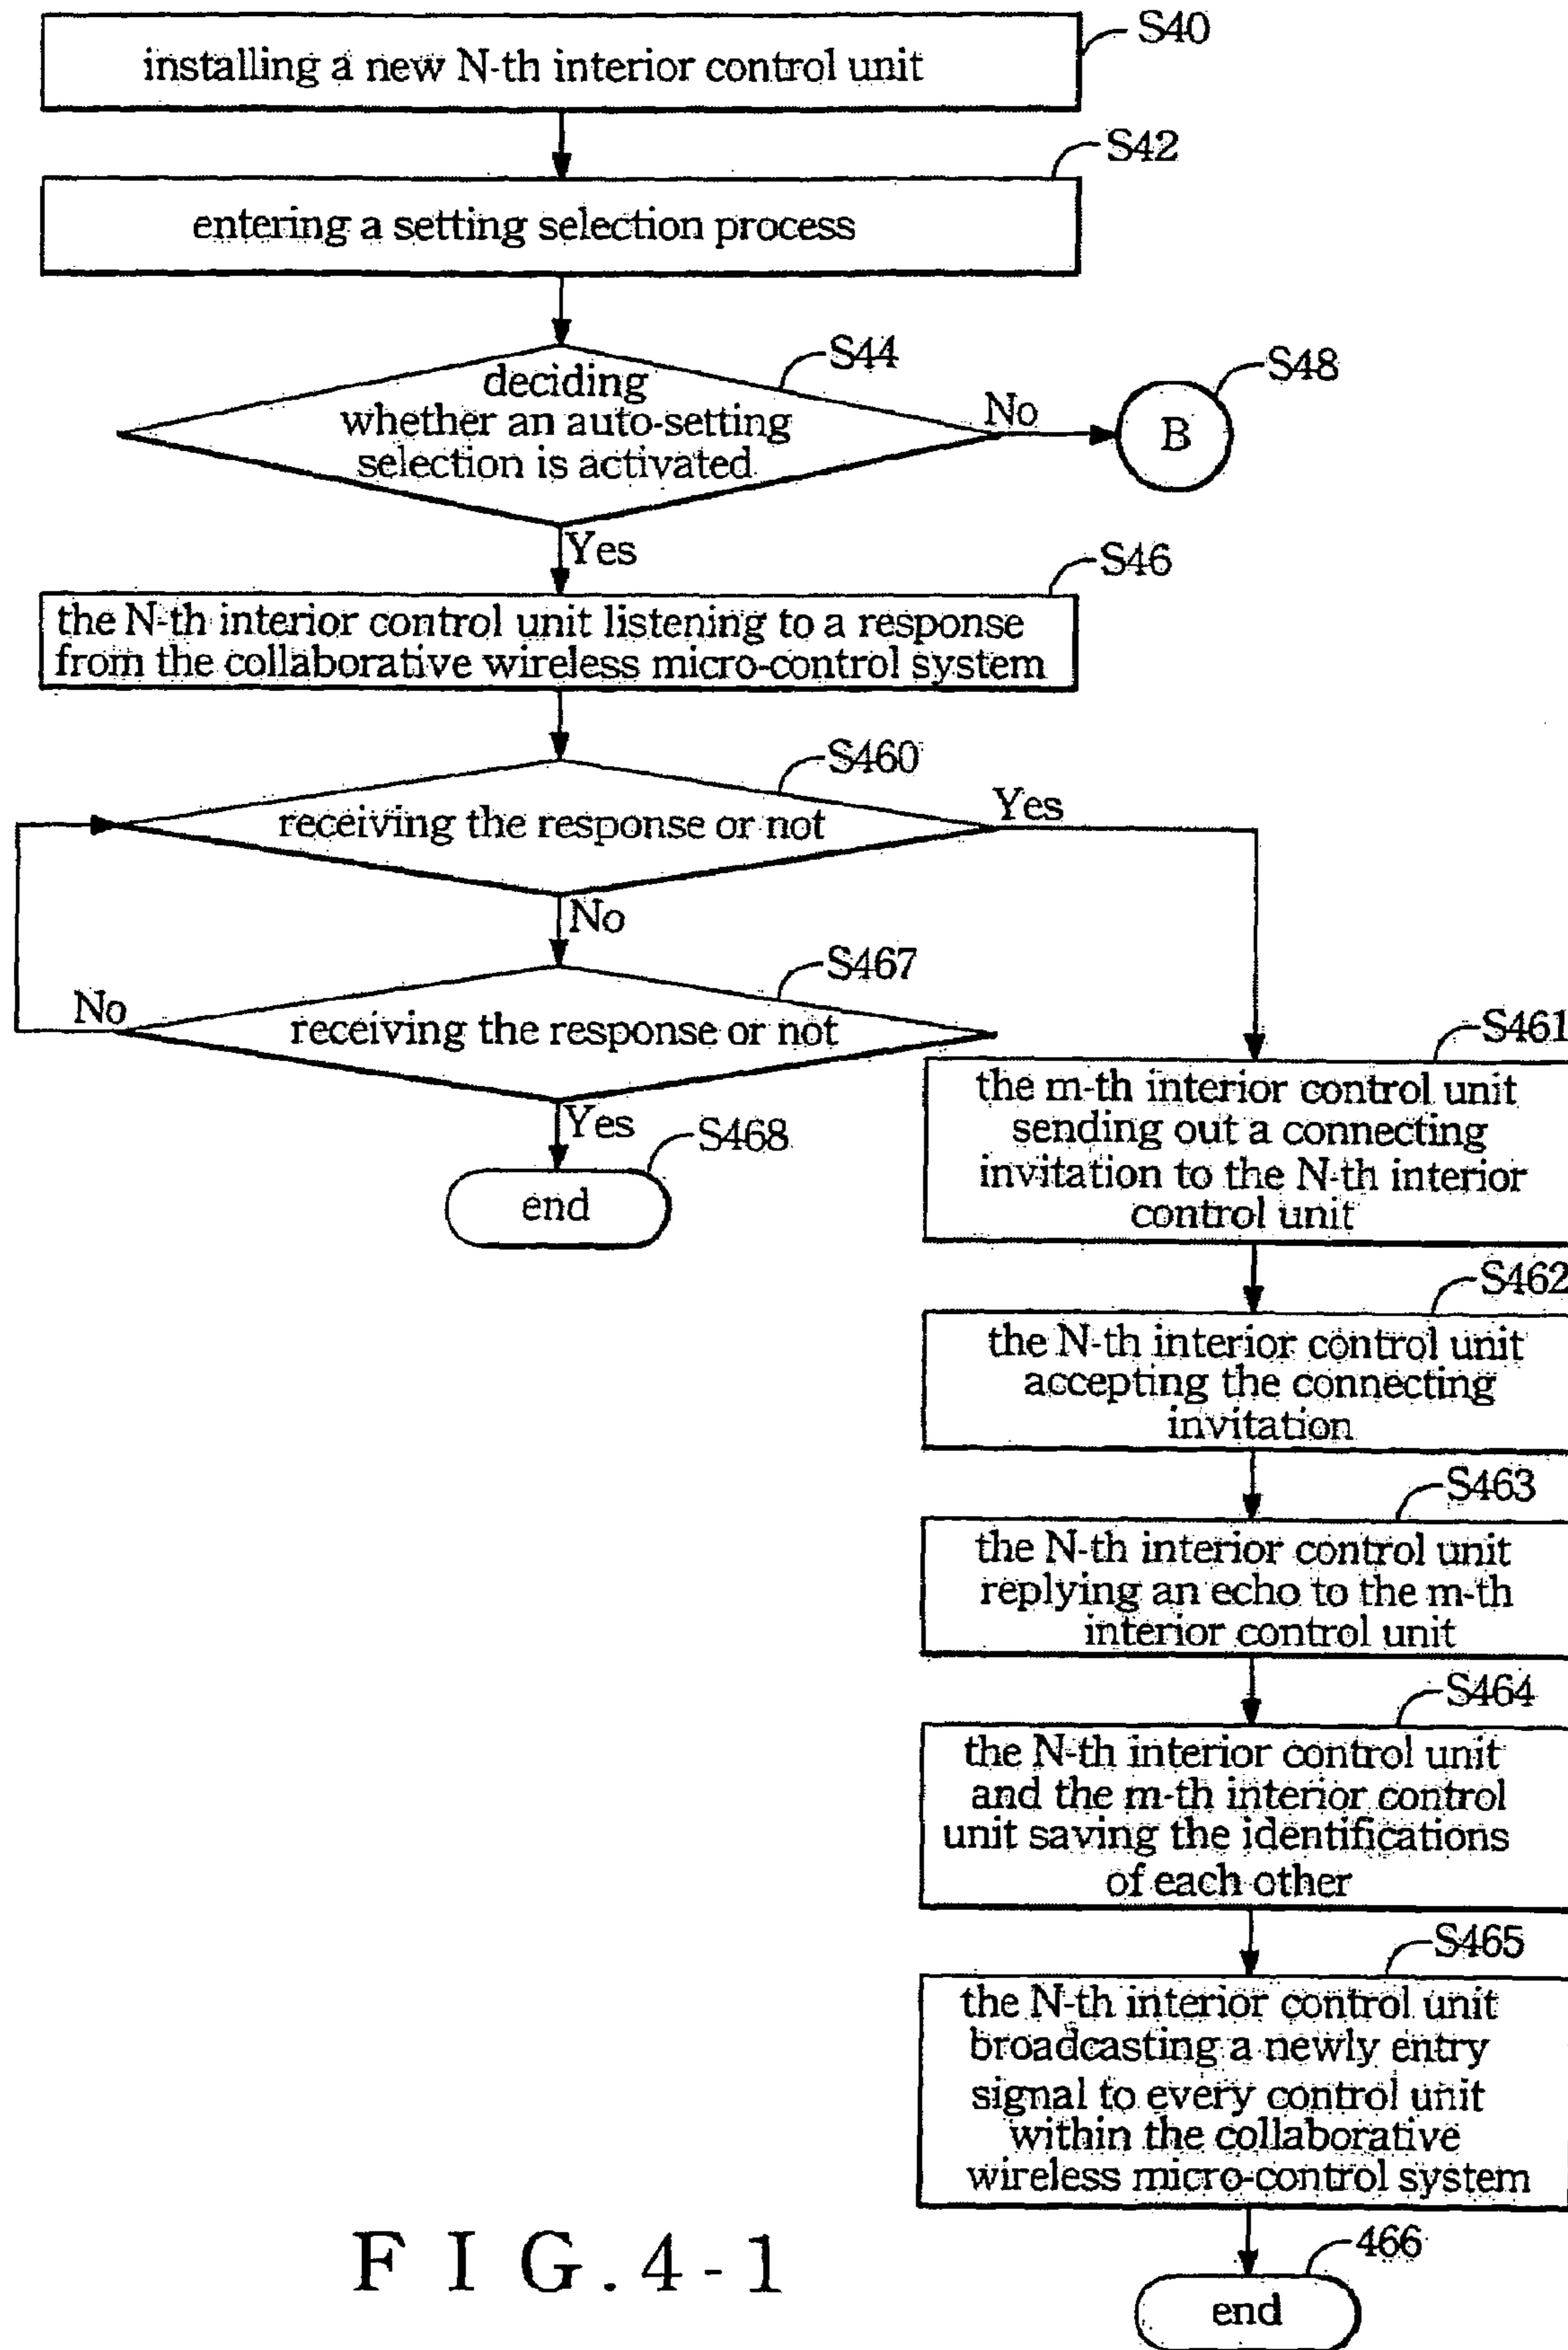 S40
installing a new N-th interior control unit
S42
entering a setting selection process
S44
deciding
whether an auto-setting
selection is activated
No
S48
B
Yes
S46
the N-th interior control unit listening to a response
from the collaborative wireless micro-control system
S460
receiving the response or not
Yes
No
S467
receiving the response or not
No
Yes
S468
end
S461
the m-th interior control unit
sending out a connecting
invitation to the N-th interior
control unit
S462
the N-th interior control unit
accepting the connecting
invitation
S463
the N-th interior control unit
replying an echo to the m-th
interior control unit
S464
the N-th interior control unit
and the m-th interior control
unit saving the identifications
of each other
S465
the N-th interior control unit
broadcasting a newly entry
signal to every control unit
within the collaborative
wireless micro-control system
466
end
FIG.4-1